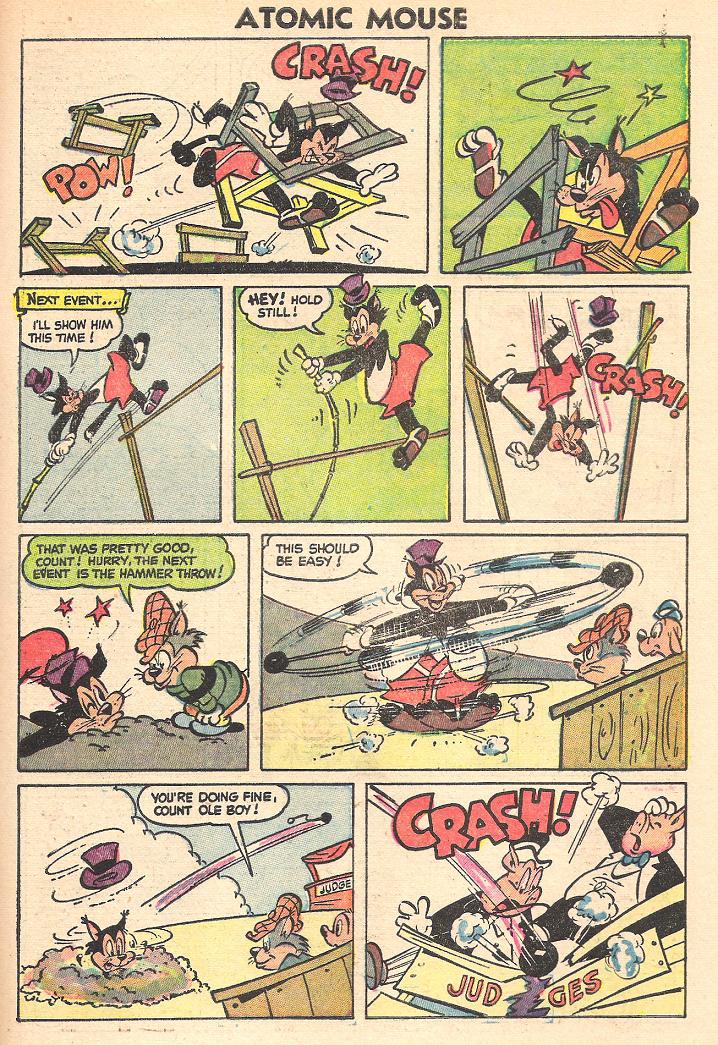 ATOMIC MOUSE
CRASH!
POW!
NEXT EVENT...
I'LL SHOW HIM
THIS TIME!
HEY! HOLD
STILL!
CRASH!
THAT WAS PRETTY GOOD,
COUNT! HURRY, THE NEXT
EVENT IS THE HAMMER THROW!
THIS SHOULD
BE EASY!
YOU'RE DOING FINE,
COUNT OLE BOY!
JUDGE
CRASH!
JUD GES